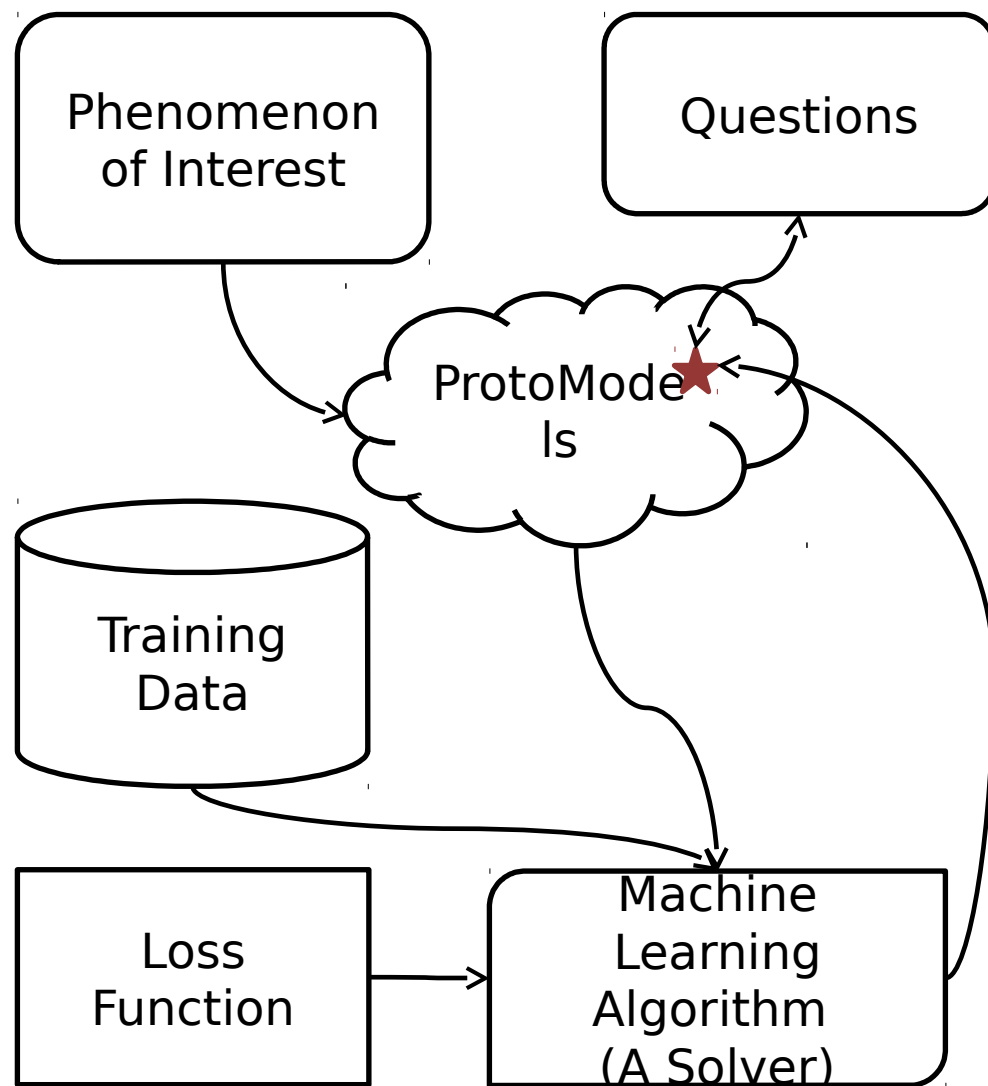 Phenomenon
of Interest
Questions
ProtoMode
ls
Training
Data
Loss
Function
Machine
Learning
Algorithm
(A Solver)